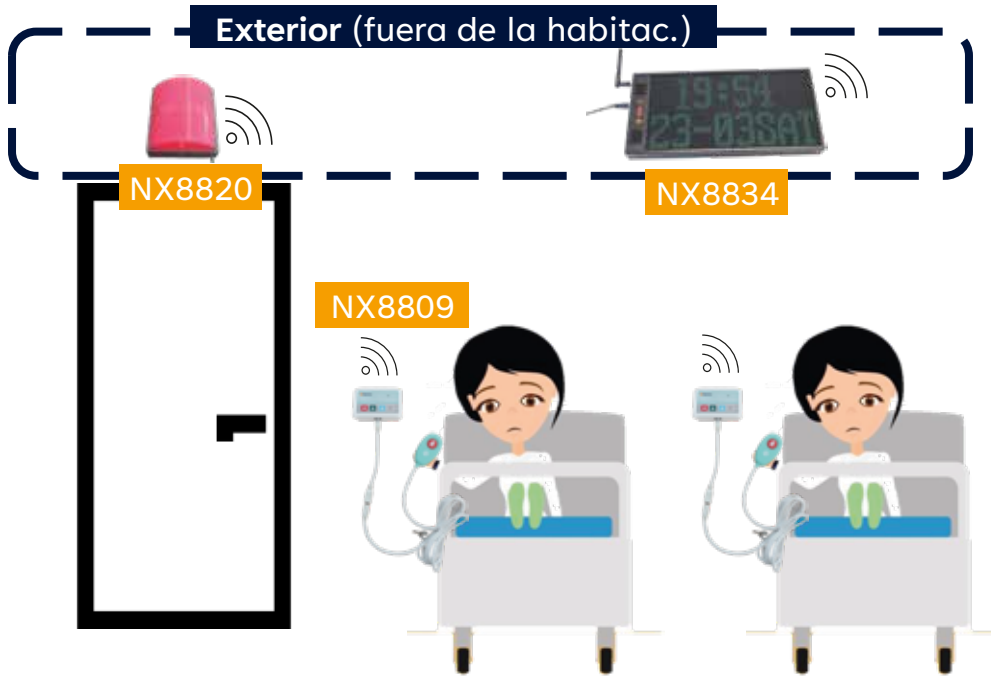 Exterior (fuera de la habitac.)
19:54
23-03SAT
NX8820
NX8834
NX8809